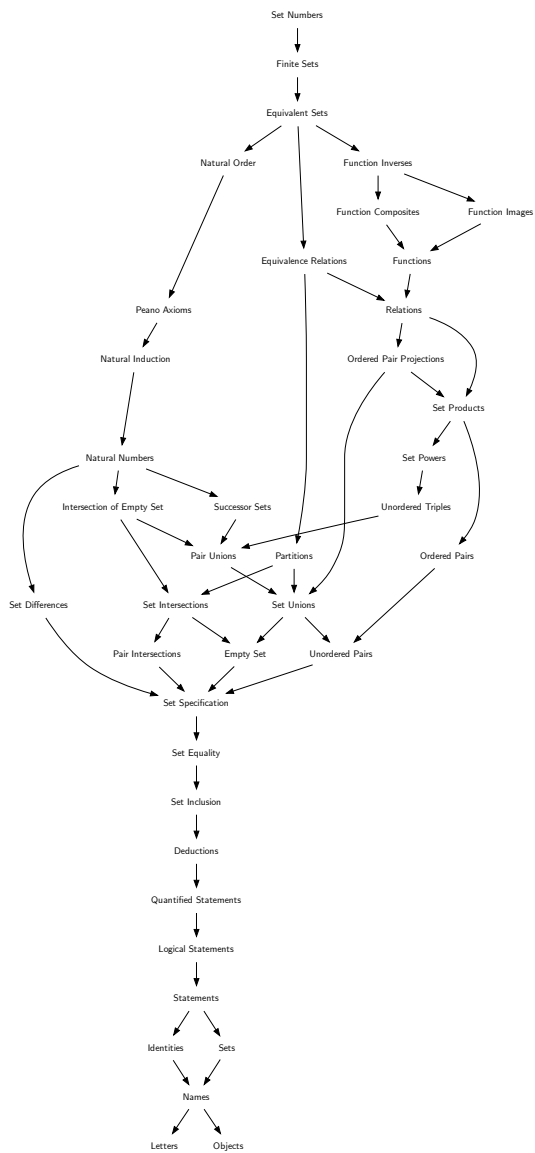 Set Numbers
Finite Sets
Equivalent Sets
Natural Order
Function Inverses
Function Composites
Function Images
Equivalence Relations
Functions
Peano Axioms
Relations
Natural Induction
Ordered Pair Projections
Set Products
Natural Numbers
Set Powers
Intersection of Empty Set
Successor Sets
Unordered Triples
Pair Unions
Partitions
Ordered Pairs
Set Differences
Set Intersections
Set Unions
Pair Intersections
Empty Set
Unordered Pairs
Set Specification
Set Equality
Set Inclusion
Deductions
Quantified Statements
Logical Statements
Statements
Identities
Sets
Names
Letters
Objects